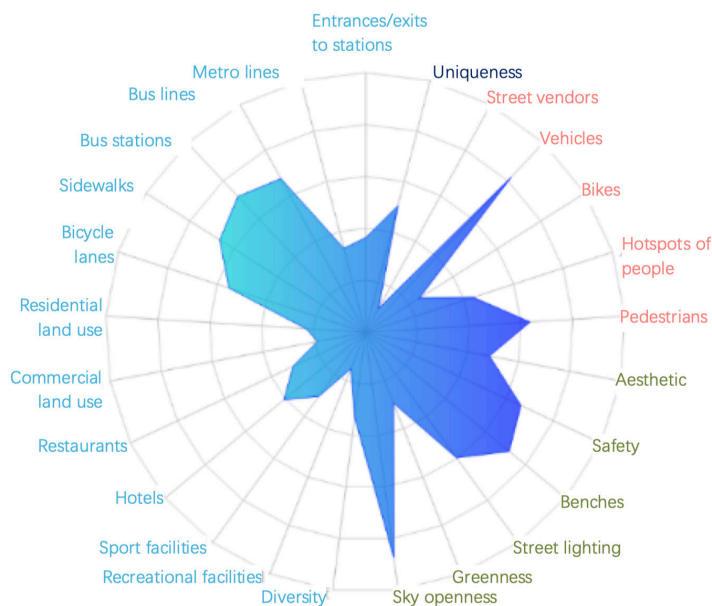 Entrances/exits
to stations
Uniqueness
Street vendors
Vehicles
Bikes
Hotspots of
people
Pedestrians
Aesthetic
Safety
Benches
Street lighting
Greenness
Sky openness
Diversity
Recreational facilities
Sport facilities
Hotels
Restaurants
Commercial
land use
Residential
land use
Bicycle
lanes
Sidewalks
Bus stations
Bus lines
Metro lines